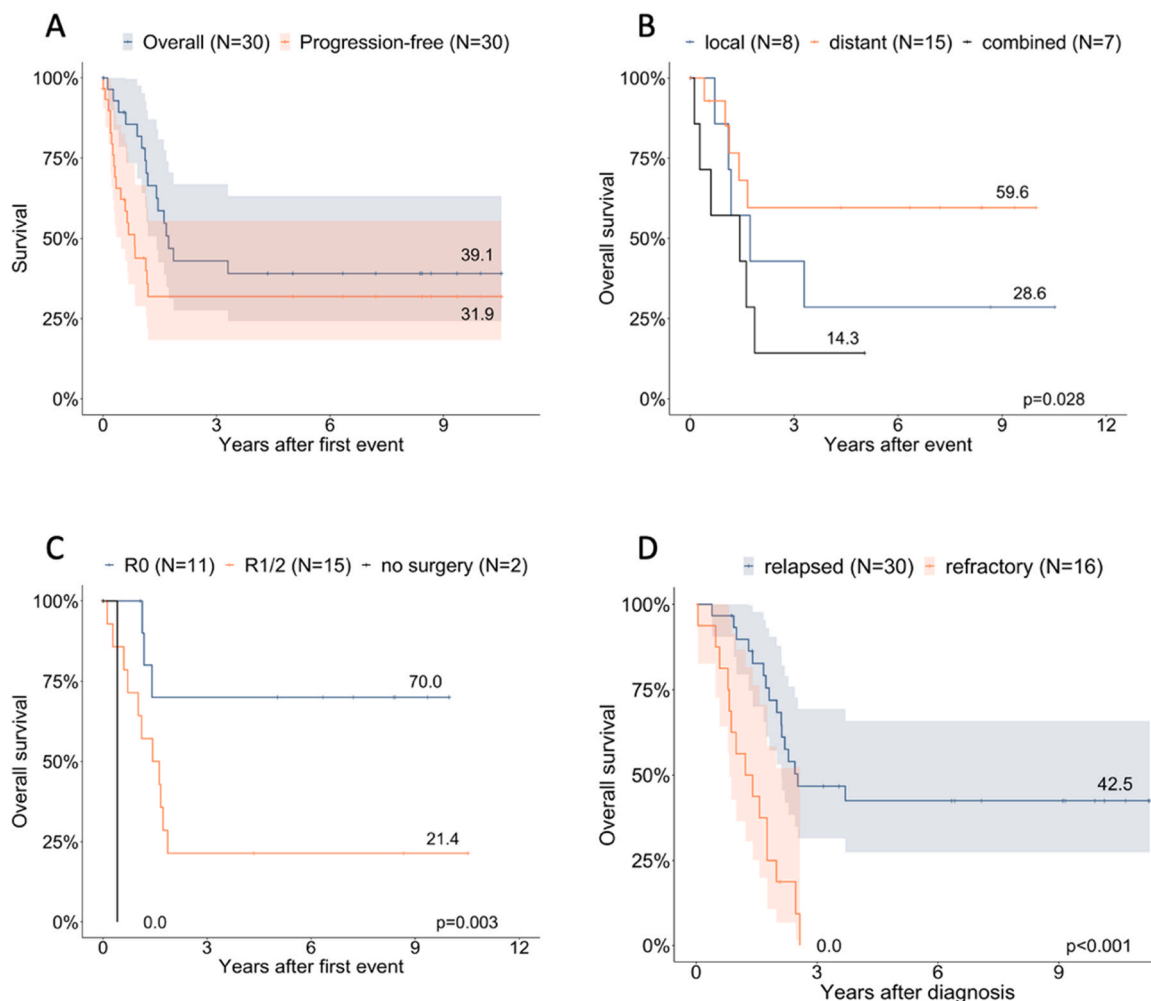 A
Overall (N=30) Progression-free (N=30)
100%
75%
50%
25%
0%
Survival
39.1
31.9
0 3 6 9
Years after first event
B
local (N=8) distant (N=15) combined (N=7)
100%
75%
50%
25%
0%
Overall survival
59.6
28.6
14.3
p=0.028
0 3 6 9 12
Years after event
C
R0 (N=11) R1/2 (N=15) no surgery (N=2)
100%
75%
50%
25%
0%
Overall survival
70.0
21.4
0.0
p=0.003
0 3 6 9 12
Years after first event
D
relapsed (N=30) refractory (N=16)
100%
75%
50%
25%
0%
Overall survival
42.5
0.0
p<0.001
0 3 6 9
Years after diagnosis